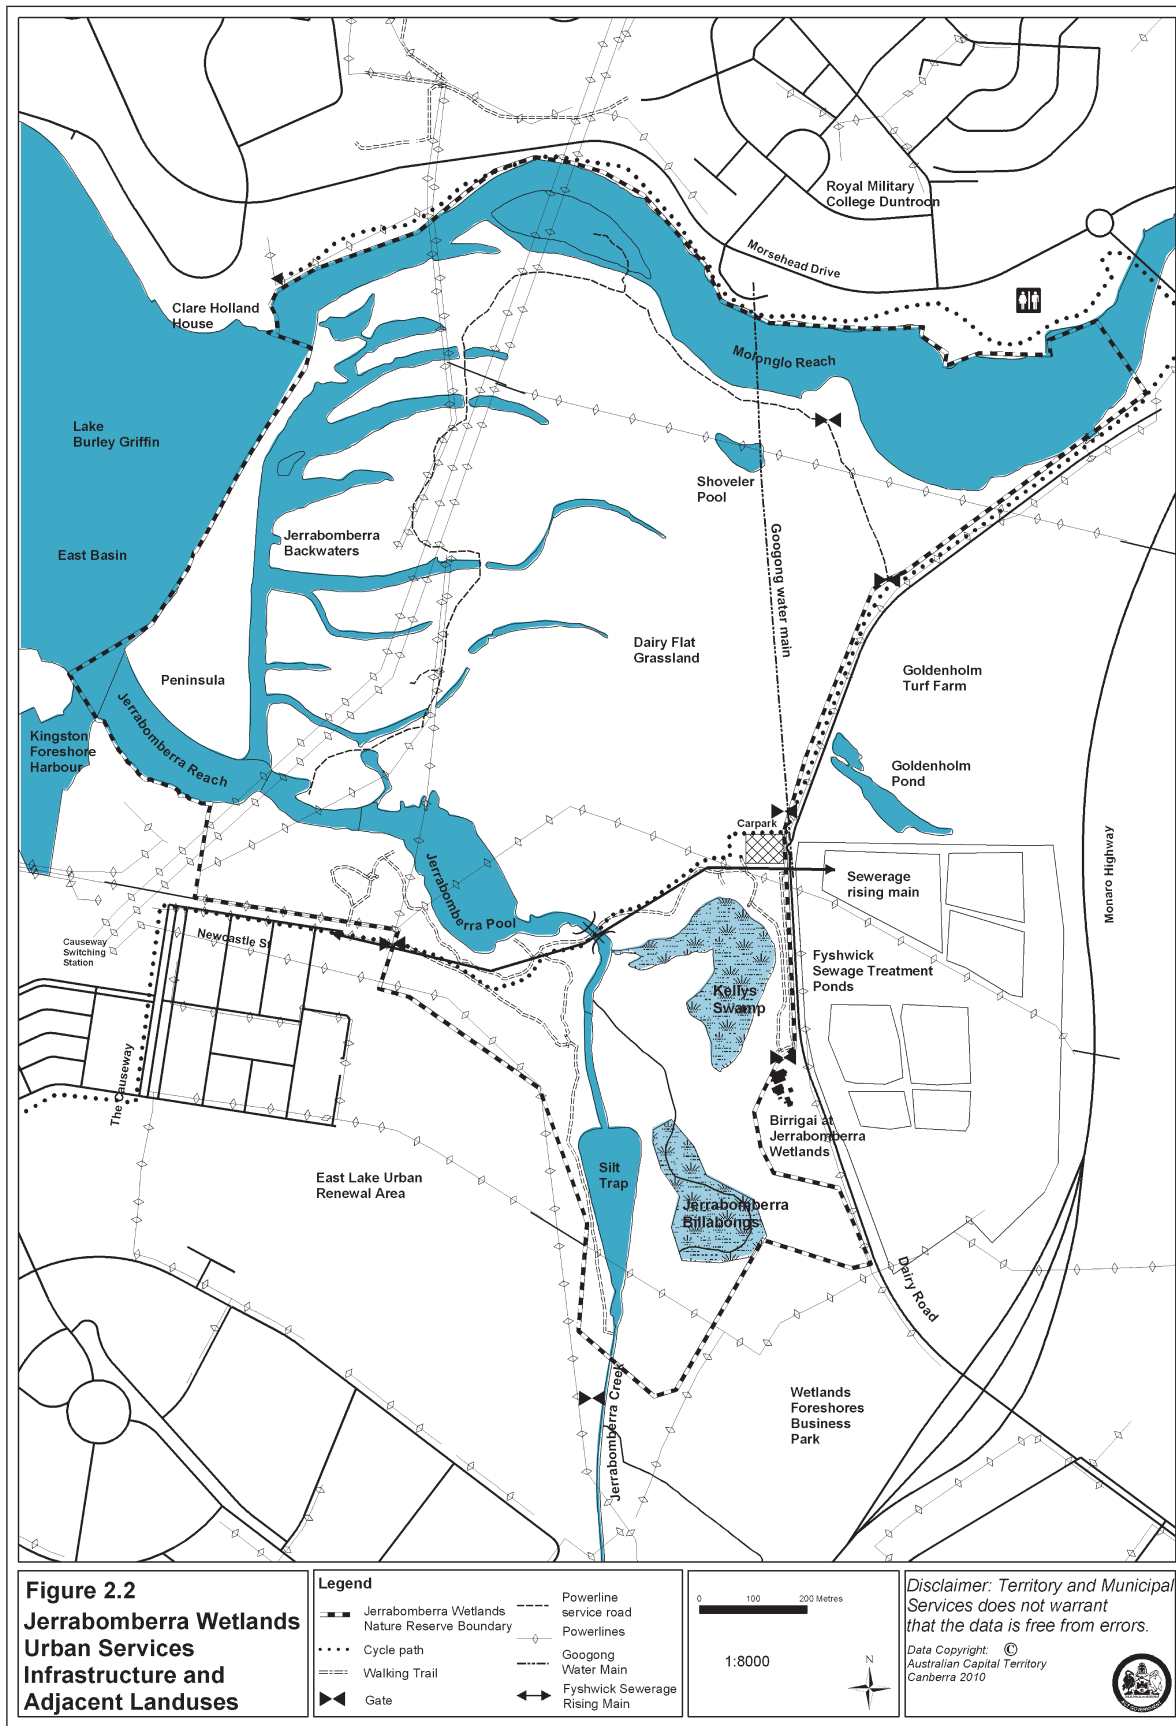 Royal Military
College Duntroon
Morsehead Drive
Clare Holland
House
Molonglo Reach
Lake
Burley Griffin
Shoveler
Pool
Jerrabomberra
Backwaters
East Basin
Googong water main
Dairy Flat
Grassland
Goldenholm
Turf Farm
Peninsula
Jerrabomberra Reach
Kingston
Foreshore
Harbour
Goldenholm
Pond
Carpark
Monaro Highway
Jerrabomberra Pool
Sewerage
rising main
Newcastle St
Causeway
Switching
Station
Fyshwick
Sewage Treatment
Ponds
Kellys
Swamp
The Causeway
Birrigai at
Jerrabomberra
Wetlands
Silt
Trap
East Lake Urban
Renewal Area
Jerrabomberra
Billabongs
Dairy Road
Jerrabomberra Creek
Wetlands
Foreshores
Business
Park
Figure 2.2
Jerrabomberra Wetlands
Urban Services
Infrastructure and
Adjacent Landuses
Legend
Jerrabomberra Wetlands
Nature Reserve Boundary
Cycle path
Walking Trail
Gate
Powerline
service road
Powerlines
Googong
Water Main
Fyshwick Sewerage
Rising Main
0 100 200 Metres
1:8000
N
Disclaimer: Territory and Municipal
Services does not warrant
that the data is free from errors.
Data Copyright: ©
Australian Capital Territory
Canberra 2010